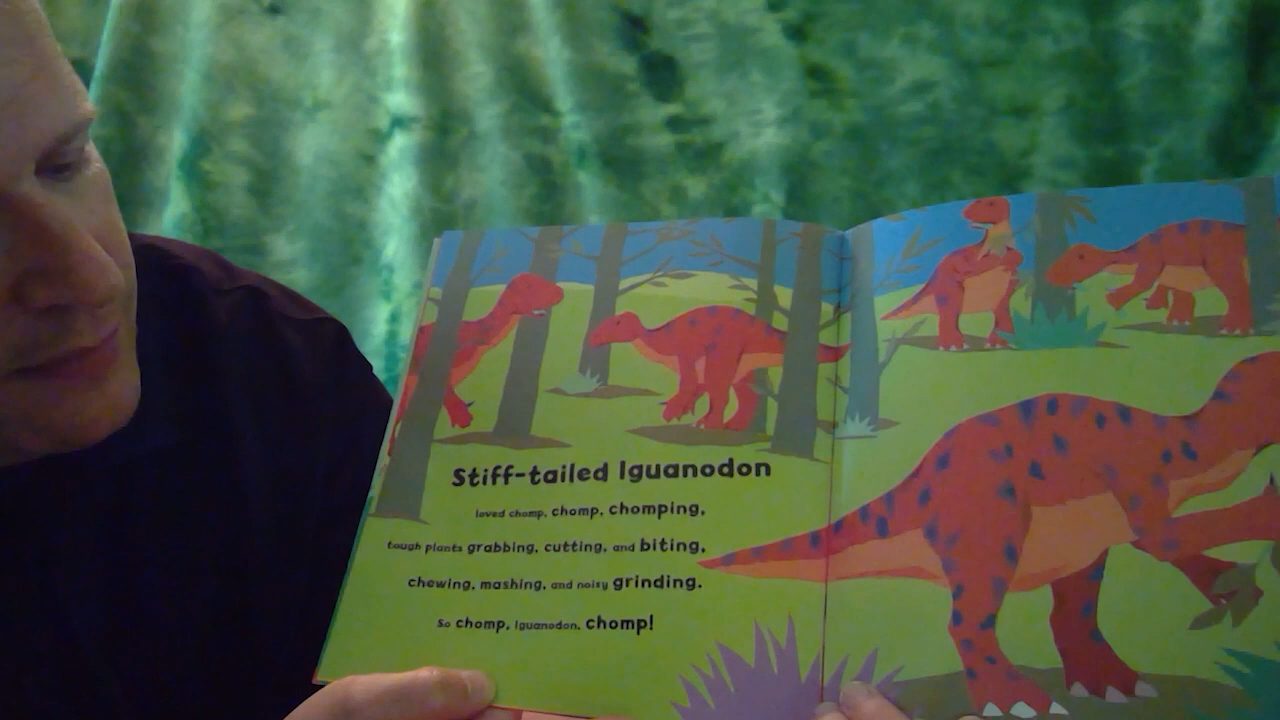 Stiff-tailed Iguanodon
loved chomp, chomp, chomping,
tough plants grabbing, cutting, and biting,
chewing, mashing, and noisy grinding.
So chomp, Iguanodon, chomp!